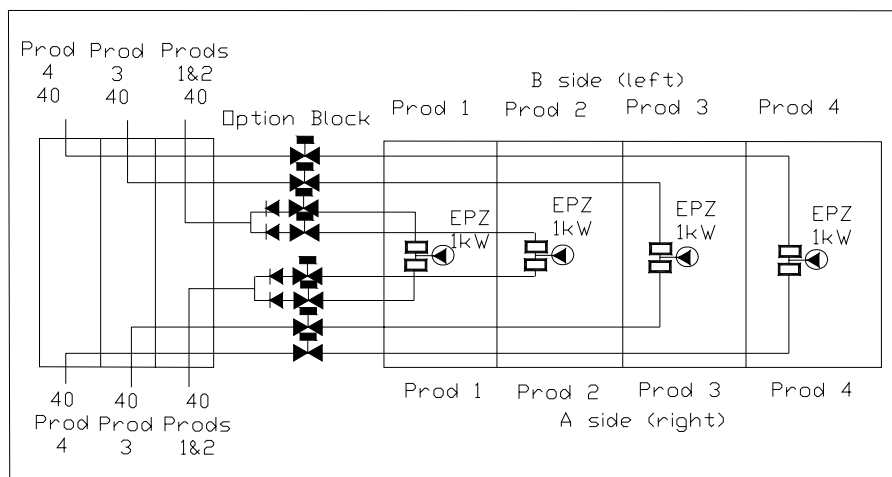 Prod
4
40
Prod
3
40
Prods
1&2
40
Option Block
B side (left)
Prod 1
Prod 2
Prod 3
Prod 4
EPZ
1kW
EPZ
1kW
EPZ
1kW
EPZ
1kW
40
Prod
4
40
Prod
3
40
Prods
1&2
Prod 1
Prod 2
Prod 3
Prod 4
A side (right)